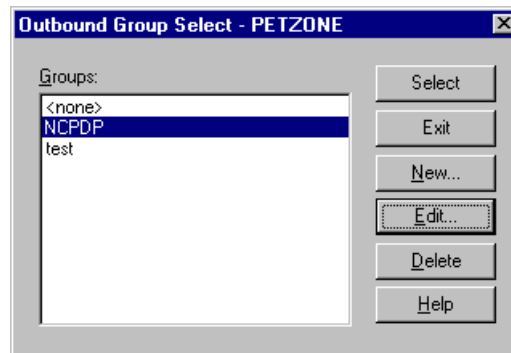 Outbound Group Select - PETZONE
Groups:
<none>
NCPDP
test
Select
Exit
New...
Edit...
Delete
Help